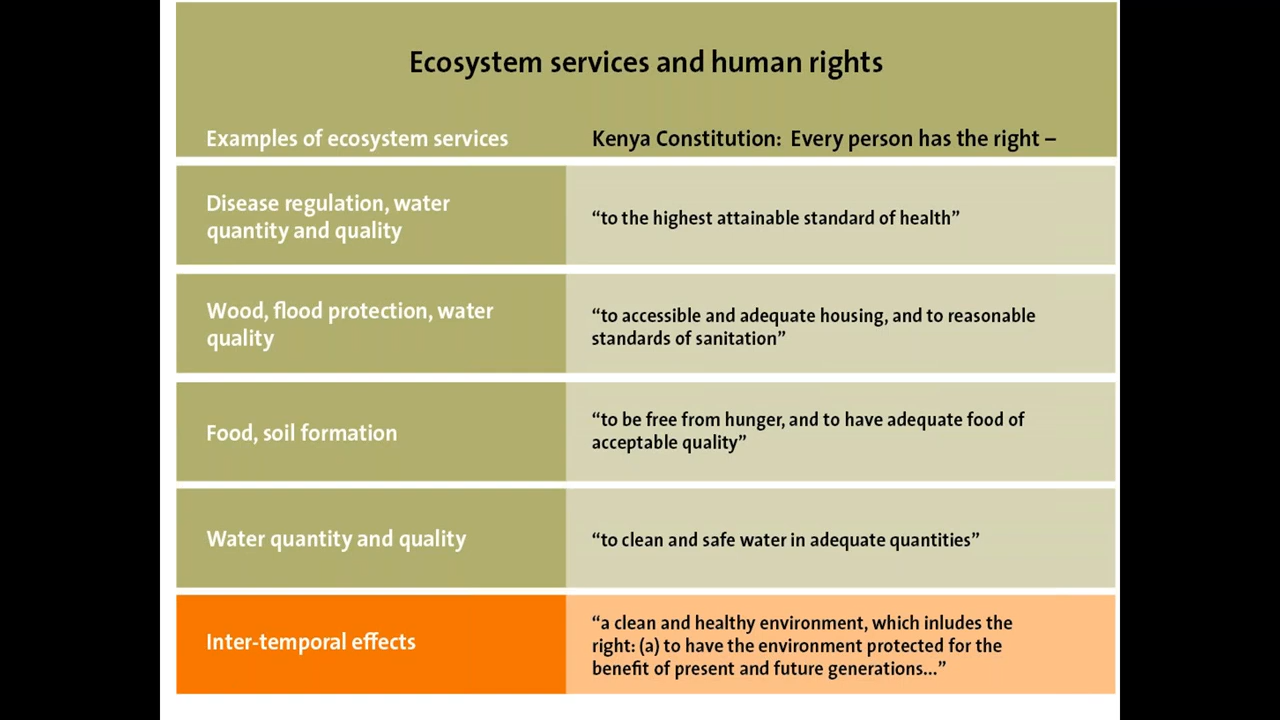 Ecosystem services and human rights
Examples of ecosystem services
Kenya Constitution:  Every person has the right –
Disease regulation, water
quantity and quality
“to the highest attainable standard of health”
Wood, flood protection, water
quality
“to accessible and adequate housing, and to reasonable
standards of sanitation”
Food, soil formation
“to be free from hunger, and to have adequate food of
acceptable quality”
Water quantity and quality
“to clean and safe water in adequate quantities”
Inter-temporal effects
“a clean and healthy environment, which inludes the
right: (a) to have the environment protected for the
benefit of present and future generations...”